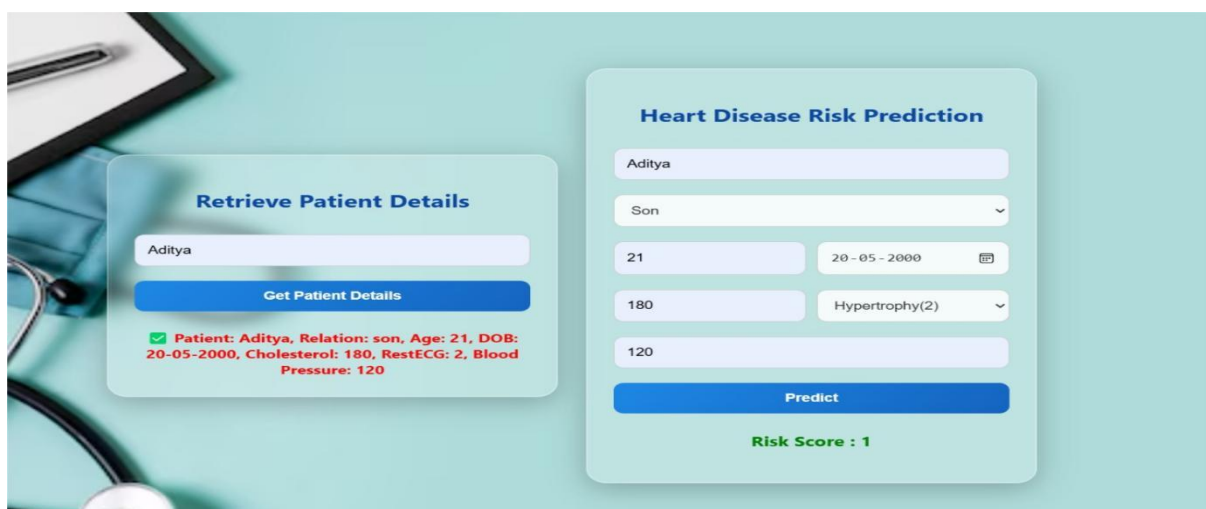 Retrieve Patient Details
Aditya
Get Patient Details
✅ Patient: Aditya, Relation: son, Age: 21, DOB:
20-05-2000, Cholesterol: 180, RestECG: 2, Blood
Pressure: 120
Heart Disease Risk Prediction
Aditya
Son
21
20-05-2000
180
Hypertrophy(2)
120
Predict
Risk Score : 1